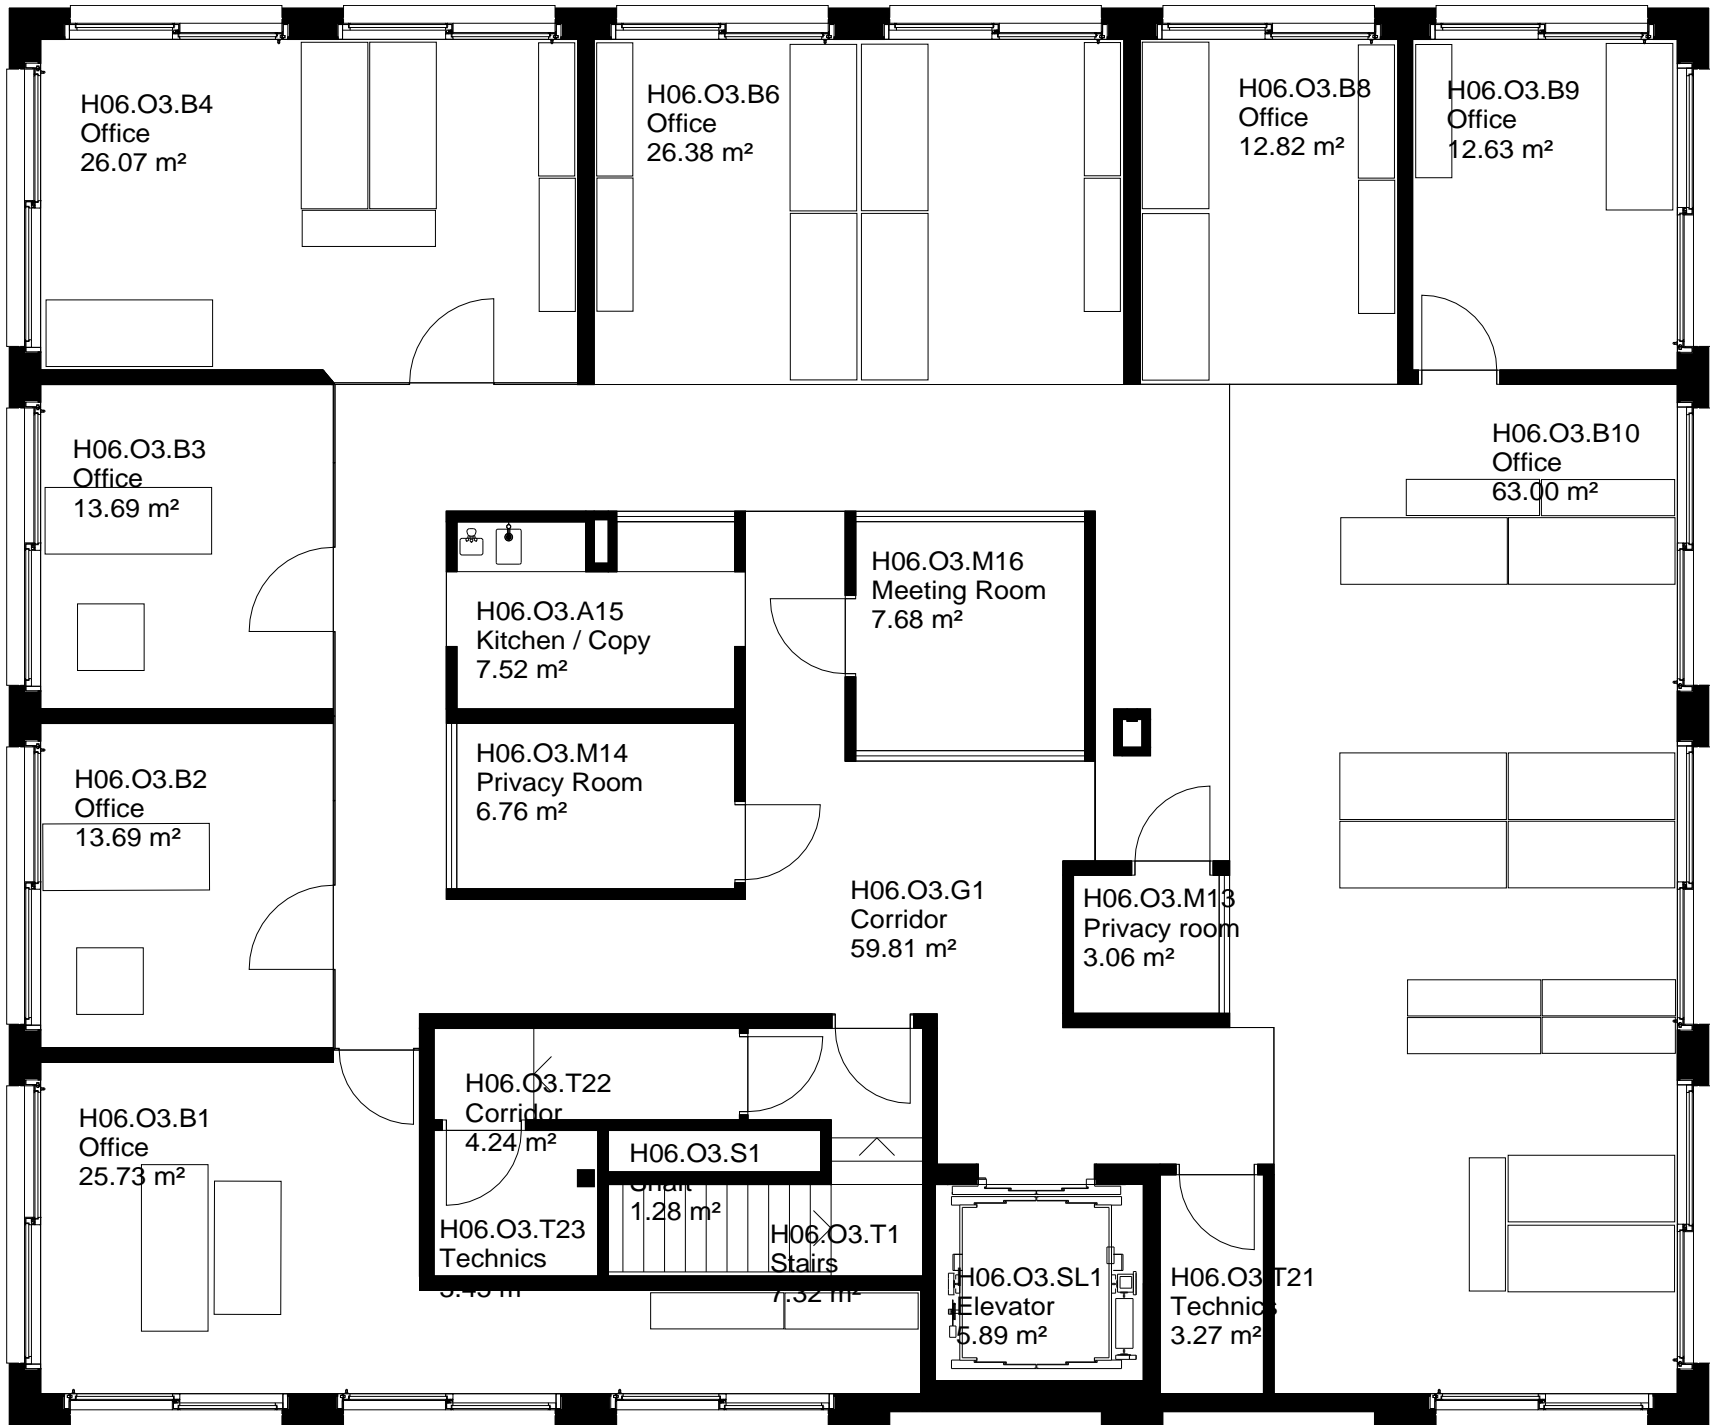 H06.O3.B4
Office
26.07 m²
H06.O3.B6
Office
26.38 m²
H06.O3.B8
Office
12.82 m²
H06.O3.B9
Office
12.63 m²
H06.O3.B3
Office
13.69 m²
H06.O3.B10
Office
63.00 m²
H06.O3.A15
Kitchen / Copy
7.52 m²
H06.O3.M16
Meeting Room
7.68 m²
H06.O3.B2
Office
13.69 m²
H06.O3.M14
Privacy Room
6.76 m²
H06.O3.G1
Corridor
59.81 m²
H06.O3.M13
Privacy room
3.06 m²
H06.O3.B1
Office
25.73 m²
H06.O3.T22
Corridor
4.24 m²
H06.O3.S1
Shaft
1.28 m²
H06.O3.T23
Technics
H06.O3.T1
Stairs
7.32 m²
H06.O3.SL1
Elevator
5.89 m²
H06.O3.T21
Technics
3.27 m²